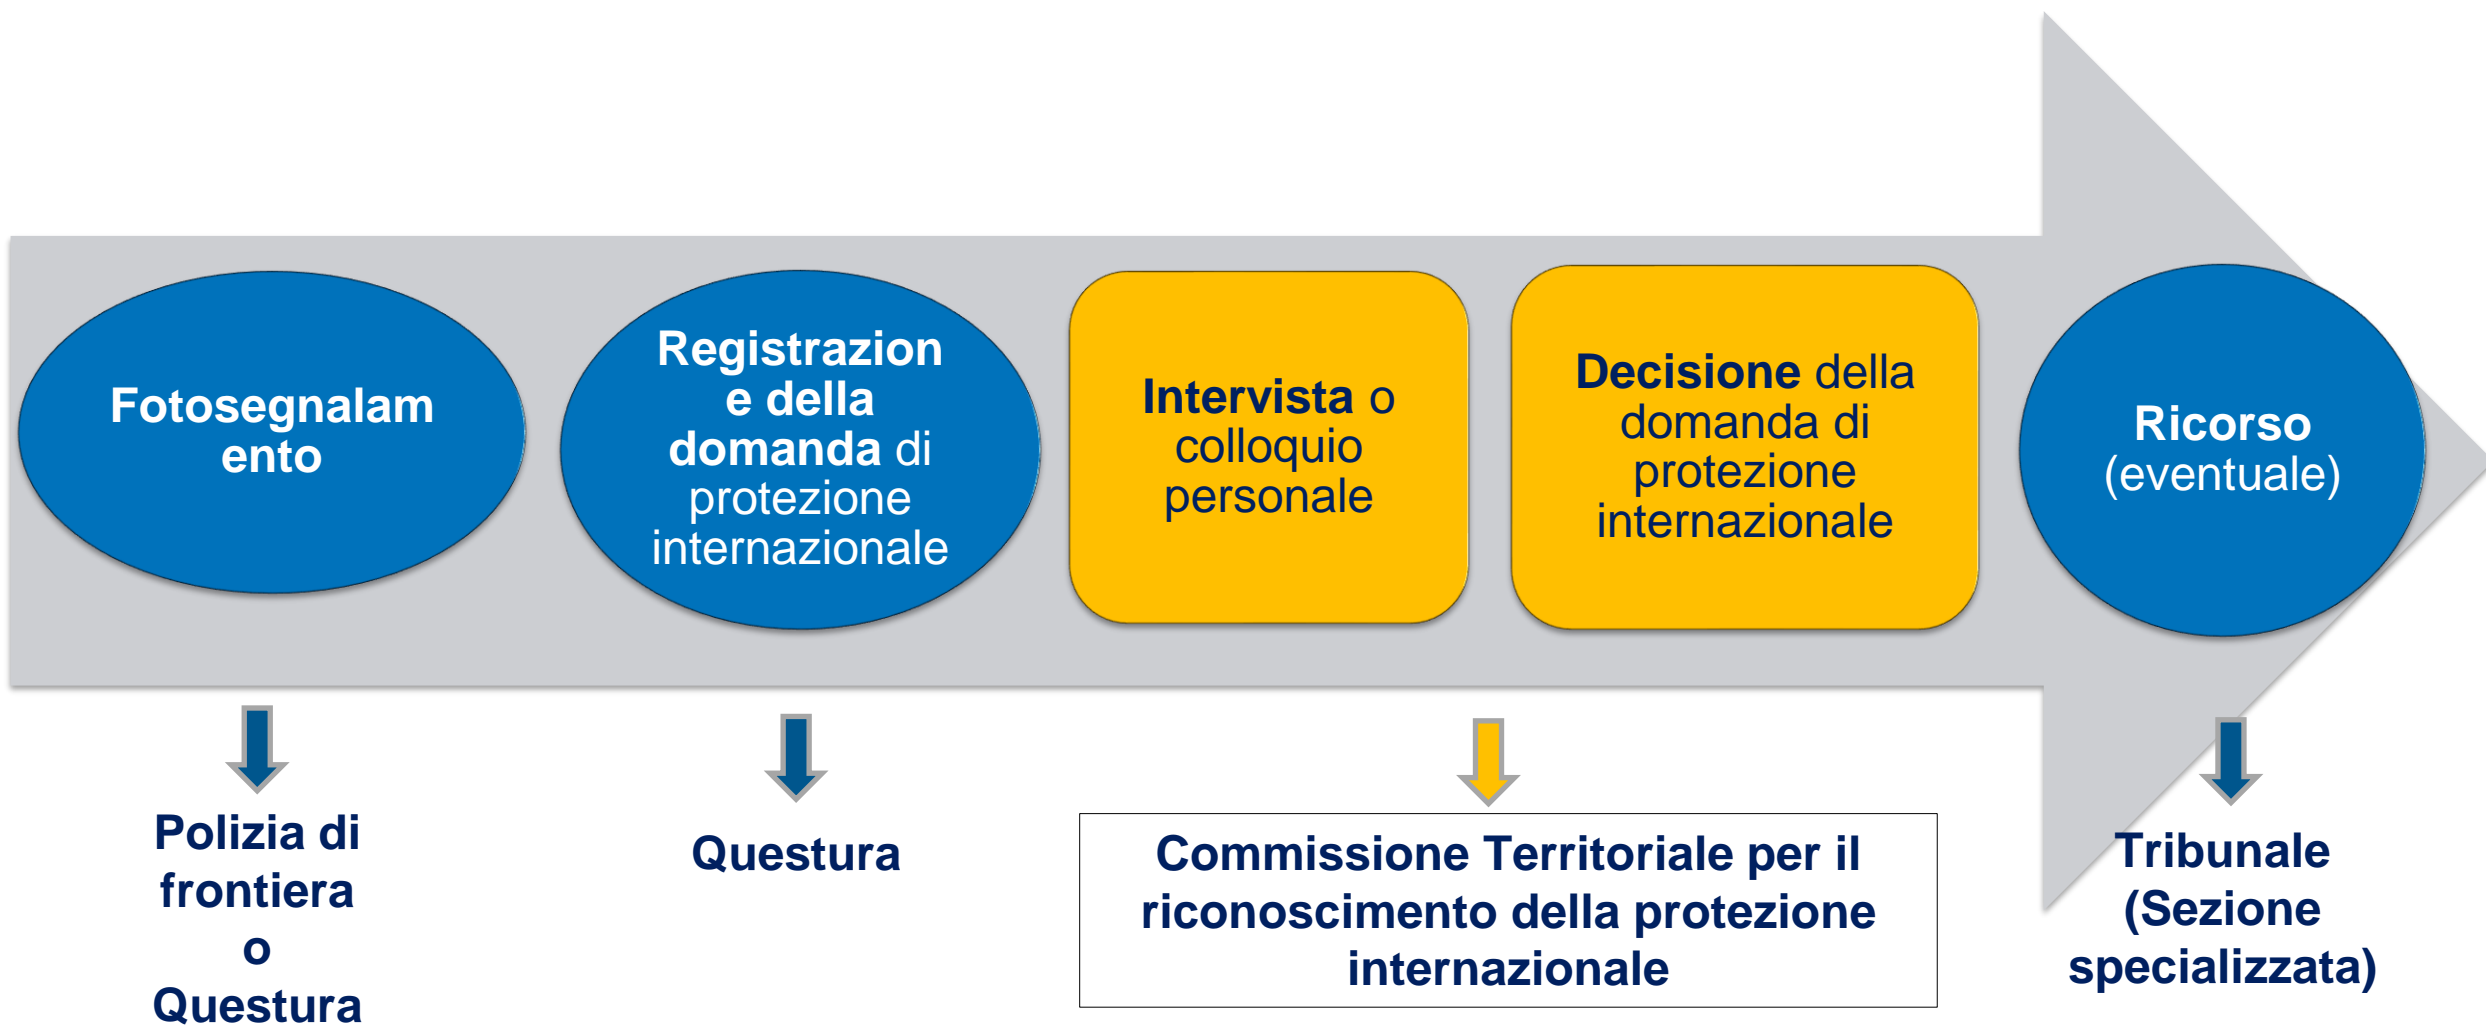 Fotosegnalam
ento
Registrazion
e della
domanda di
protezione
internazionale
Intervista o
colloquio
personale
Decisione della
domanda di
protezione
internazionale
Ricorso
(eventuale)
Polizia di
frontiera
o
Questura
Questura
Commissione Territoriale per il
riconoscimento della protezione
internazionale
Tribunale
(Sezione
specializzata)